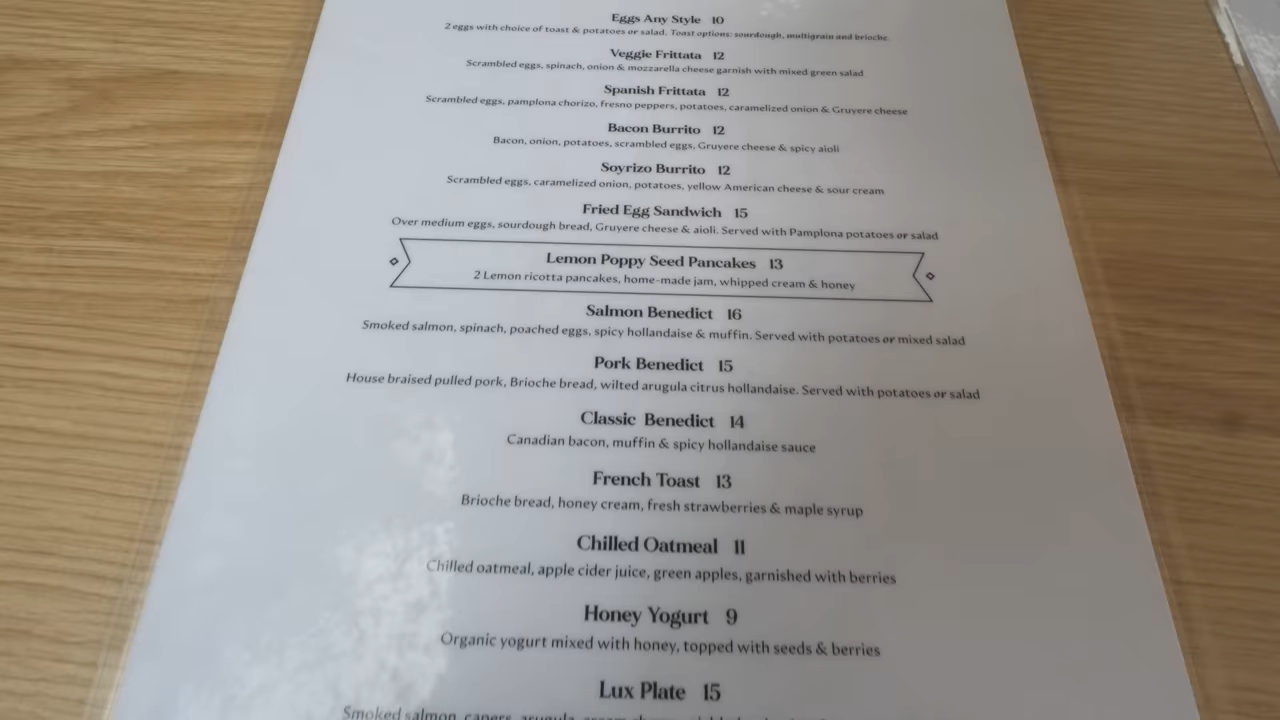 Eggs Any Style 10
2 eggs with choice of toast & potatoes or salad. Toast options: sourdough, multigrain and brioche
Veggie Frittata 12
Scrambled eggs, spinach, onion & mozzarella cheese garnish with mixed green salad
Spanish Frittata 12
Scrambled eggs, pamplona chorizo, fresno peppers, potatoes, caramelized onion & Gruyere cheese
Bacon Burrito 12
Bacon, onion, potatoes, scrambled eggs, Gruyere cheese & spicy aioli
Soyrizo Burrito 12
Scrambled eggs, caramelized onion, potatoes, yellow American cheese & sour cream
Fried Egg Sandwich 15
Over medium eggs, sourdough bread, Gruyere cheese & aioli. Served with Pamplona potatoes or salad
Lemon Poppy Seed Pancakes 13
2 Lemon ricotta pancakes, home-made jam, whipped cream & honey
Salmon Benedict 16
Smoked salmon, spinach, poached eggs, spicy hollandaise & muffin. Served with potatoes or mixed salad
Pork Benedict 15
House braised pulled pork, Brioche bread, wilted arugula citrus hollandaise. Served with potatoes or salad
Classic Benedict 14
Canadian bacon, muffin & spicy hollandaise sauce
French Toast 13
Brioche bread, honey cream, fresh strawberries & maple syrup
Chilled Oatmeal 11
Chilled oatmeal, apple cider juice, green apples, garnished with berries
Honey Yogurt 9
Organic yogurt mixed with honey, topped with seeds & berries
Lux Plate 15
Smoked salmon, capers, arugula, cream